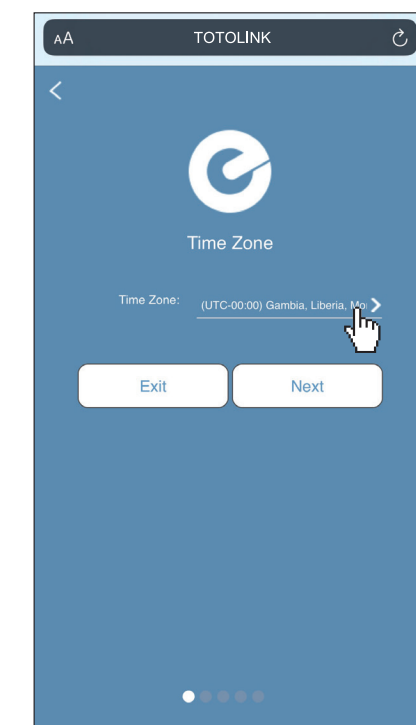 AA TOTOLINK
Time Zone
Time Zone: (UTC-00:00) Gambia, Liberia,
Exit Next